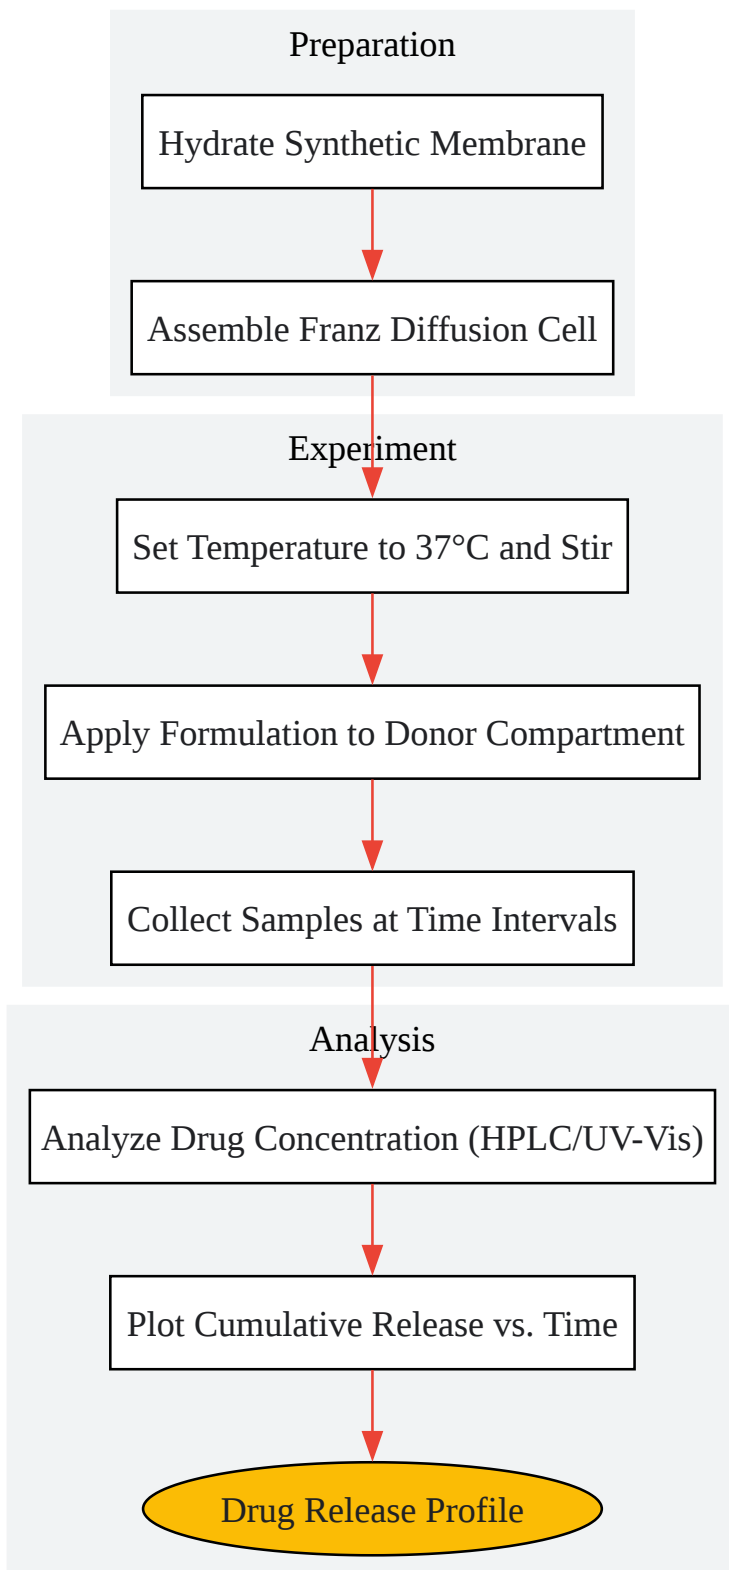 Preparation
Hydrate Synthetic Membrane
Assemble Franz Diffusion Cell
Experiment
Set Temperature to 37°C and Stir
Apply Formulation to Donor Compartment
Collect Samples at Time Intervals
Analysis
Analyze Drug Concentration (HPLC/UV-Vis)
Plot Cumulative Release vs. Time
Drug Release Profile